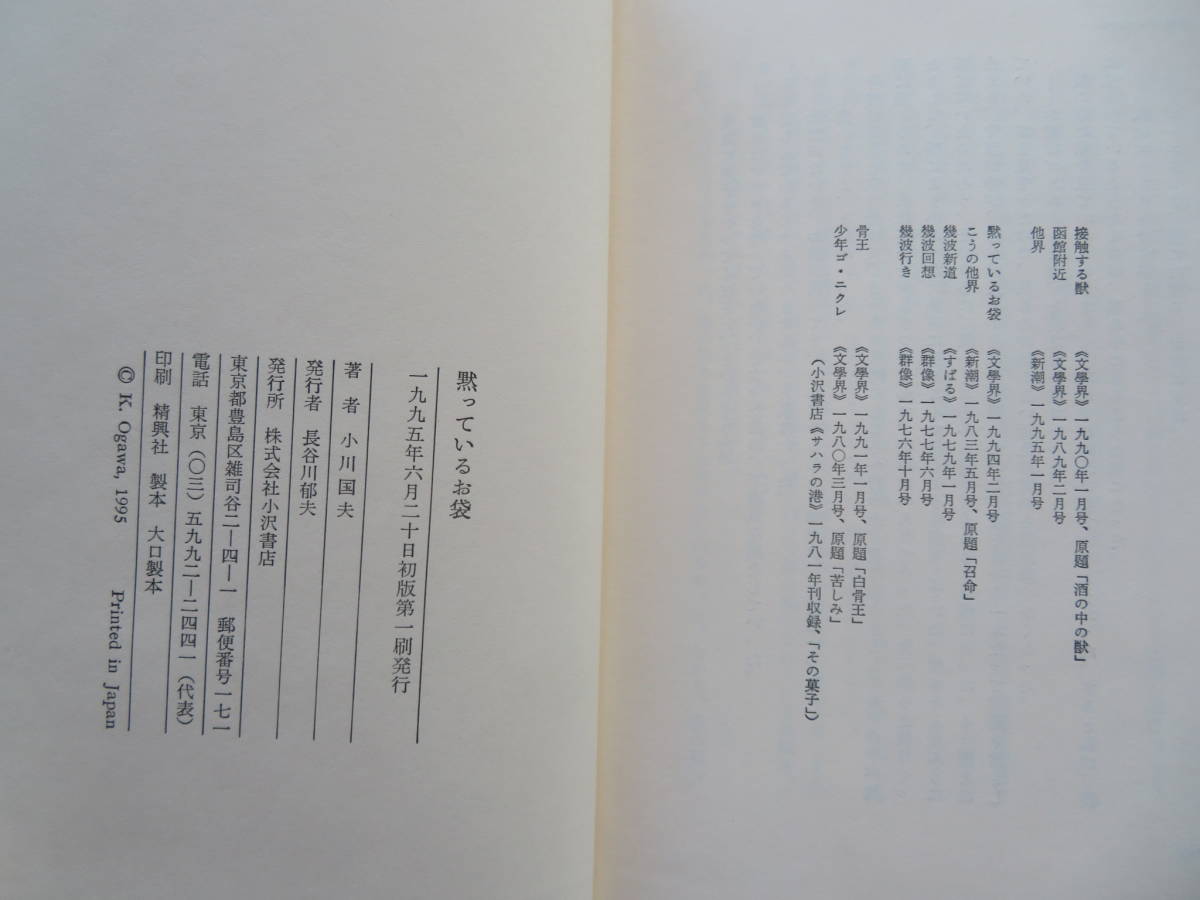 接触する獣　《文學界》一九九〇年一月号、原題「酒の中の獣」
函館附近　《文學界》一九八九年二月号
他界　《新潮》一九九五年一月号
黙っているお袋　《文學界》一九九四年二月号
こうの他界　《新潮》一九八三年五月号、原題「召命」
幾波新道　《すばる》一九七九年一月号
幾波回想　《群像》一九七七年六月号
幾波行き　《群像》一九七六年十月号
骨王　《文學界》一九九一年一月号、原題「白骨王」
少年ゴ・ニクレ　《文學界》一九八〇年三月号、原題「苦しみ」
（小沢書店《サハラの港》一九八一年刊収録、「その菓子」）
黙っているお袋
一九九五年六月二十日初版第一刷発行
著者　小川国夫
発行者　長谷川郁夫
発行所　株式会社小沢書店
東京都豊島区雑司谷二―四―一　郵便番号一七一
電話　東京（〇三）五九九二―二四四一（代表）
印刷　精興社　製本　大口製本
© K. Ogawa, 1995　Printed in Japan